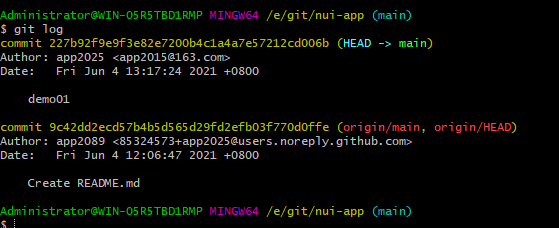 Administrator@WIN-O5R5TBD1RMP MINGW64 /e/git/nui-app (main)
$ git log
commit 227b92f9e9f3e82e7200b4c1a4a7e57212cd006b (HEAD -> main)
Author: app2025 <app2015@163.com>
Date:   Fri Jun 4 13:17:24 2021 +0800

    demo01

commit 9c42dd2ecd57b4b5d565d29fd2efb03f770d0ffe (origin/main, origin/HEAD)
Author: app2089 <85324573+app2025@users.noreply.github.com>
Date:   Fri Jun 4 12:06:47 2021 +0800

    Create README.md

Administrator@WIN-O5R5TBD1RMP MINGW64 /e/git/nui-app (main)
$